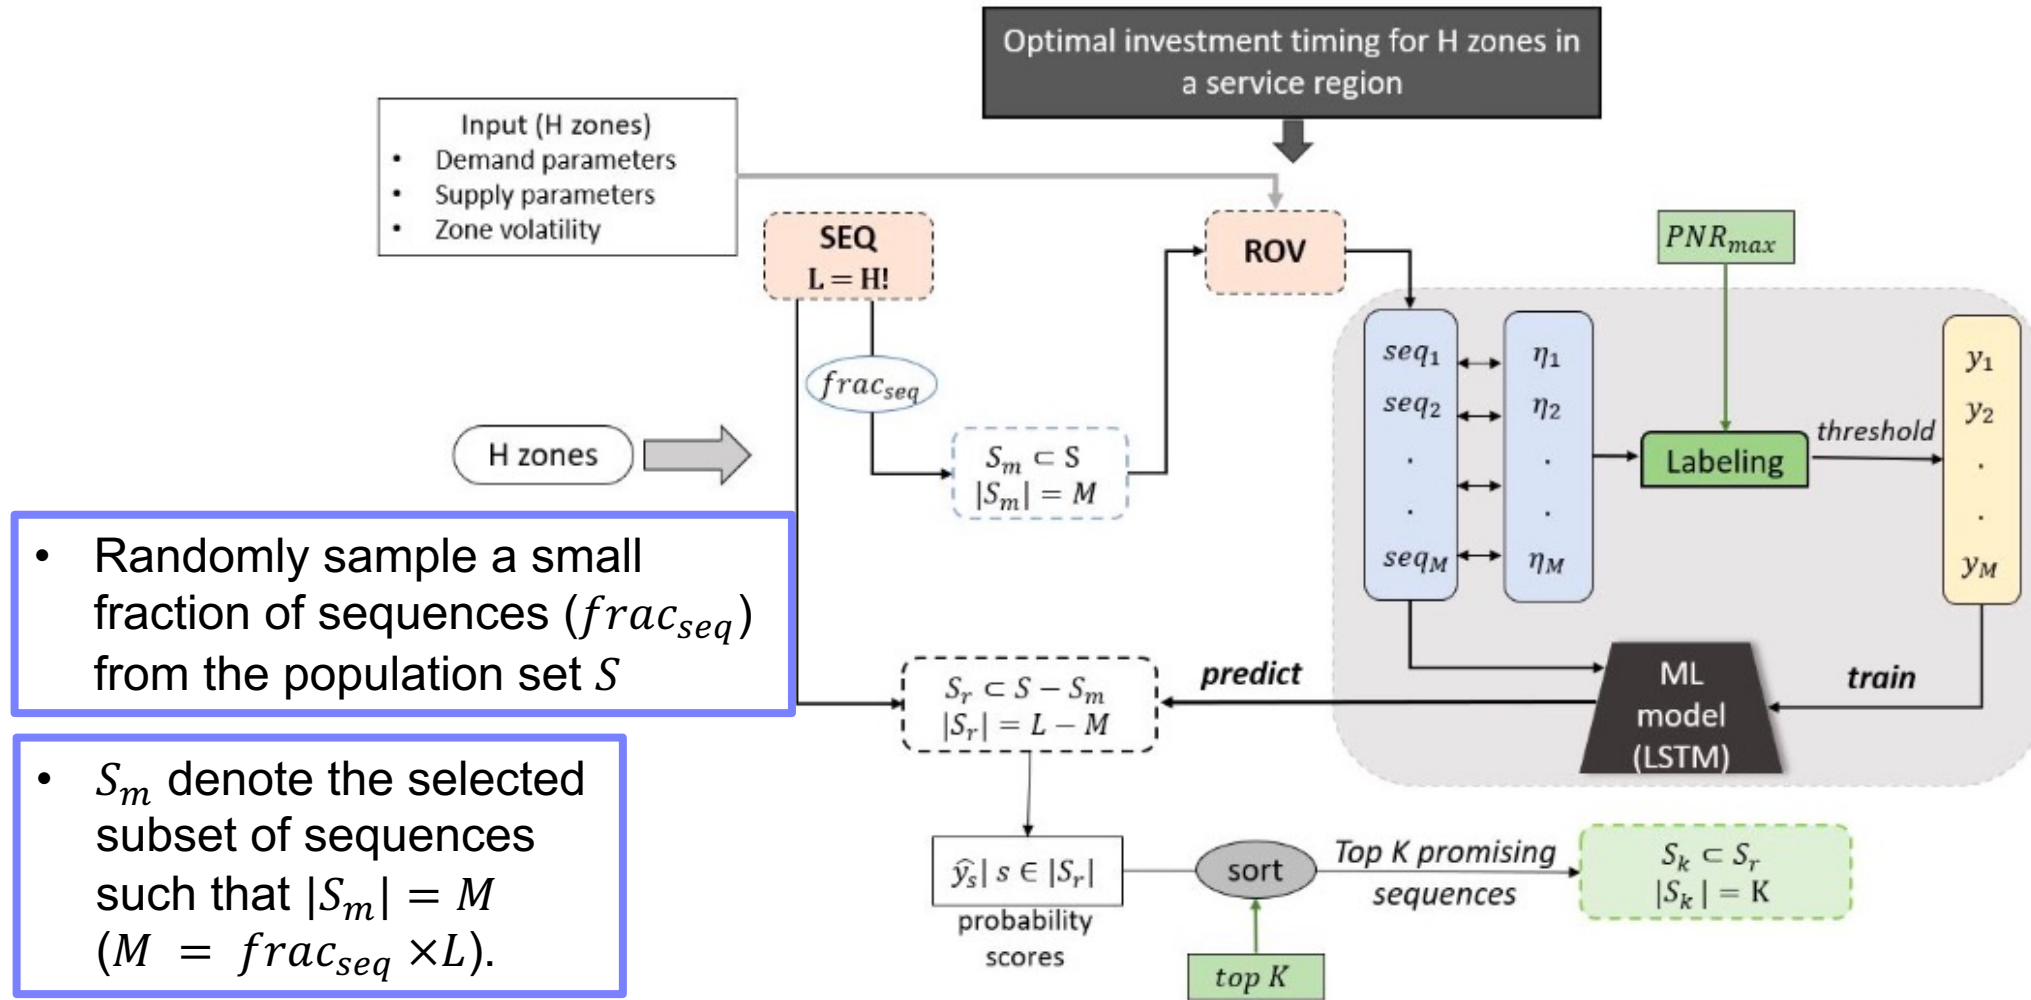 Optimal investment timing for H zones in
a service region
Input (H zones)
• Demand parameters
• Supply parameters
• Zone volatility
SEQ
L = H!
ROV
PNR_max
frac_seq
H zones
S_m ⊂ S
|S_m| = M
seq_1
seq_2
.
.
seq_M
η_1
η_2
.
.
η_M
Labeling
threshold
y_1
y_2
.
.
y_M
• Randomly sample a small
fraction of sequences (frac_seq)
from the population set S
S_r ⊂ S − S_m
|S_r| = L − M
predict
ML
model
(LSTM)
train
• S_m denote the selected
subset of sequences
such that |S_m| = M
(M = frac_seq ×L).
ŷ_s| s ∈ |S_r|
probability
scores
sort
top K
Top K promising
sequences
S_k ⊂ S_r
|S_k| = K